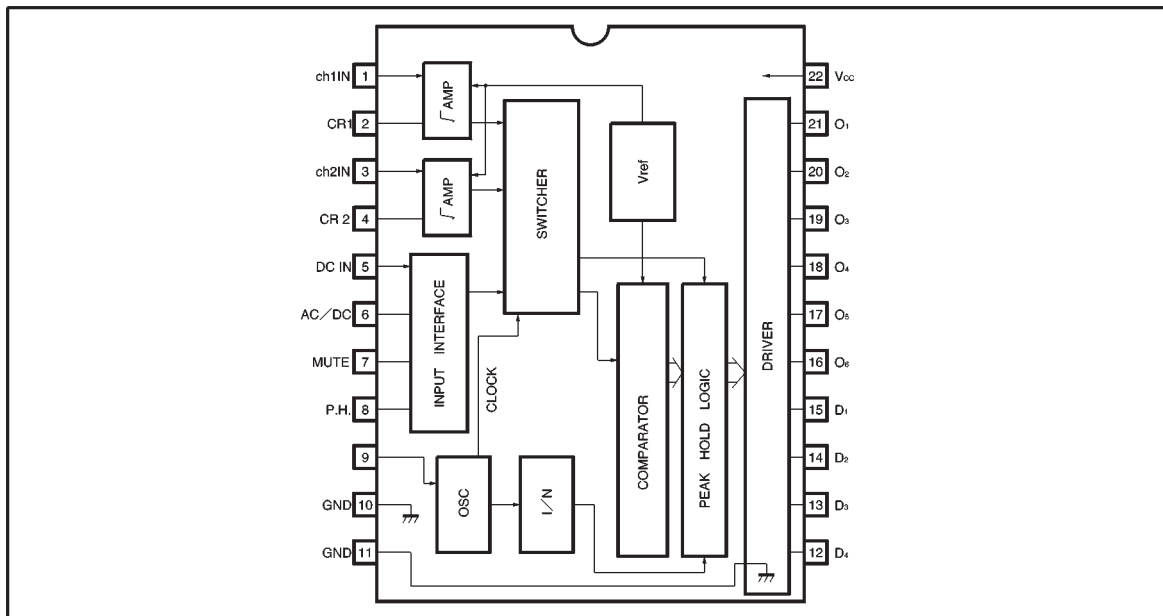 ch1IN 1
CR1 2
ch2IN 3
CR 2 4
DC IN 5
AC/DC 6
MUTE 7
P.H. 8
9
GND 10
GND 11
√AMP
√AMP
INPUT INTERFACE
OSC
CLOCK
I/N
SWITCHER
Vref
COMPARATOR
PEAK HOLD LOGIC
DRIVER
22 VCC
21 O1
20 O2
19 O3
18 O4
17 O5
16 O6
15 D1
14 D2
13 D3
12 D4